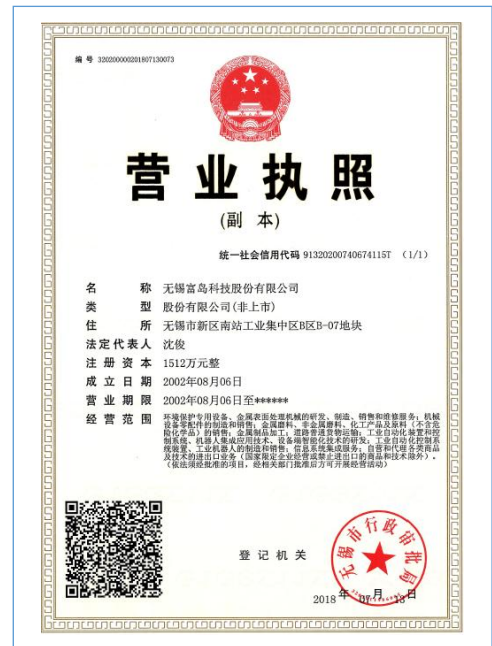 编 号 320200000201807130073
营业执照
(副 本)
统一社会信用代码 91320200740674115T (1/1)
名 称 无锡富岛科技股份有限公司
类 型 股份有限公司(非上市)
住 所 无锡市新区南站工业集中区B区B-07地块
法定代表人 沈俊
注 册 资 本 1512万元整
成 立 日 期 2002年08月06日
营 业 期 限 2002年08月06日至******
经 营 范 围 环境保护专用设备、金属表面处理机械的研发、制造、销售和维修服务；机械
设备零配件的制造和销售；金属磨料、非金属磨料、化工产品及原料（不含危
险化学品）的销售；金属制品加工；道路普通货物运输；工业自动化装置和控
制系统、机器人集成应用技术、设备端智能化技术的研发；工业自动化控制系
统装置、工业机器人的制造和销售；信息系统集成服务；自营和代理各类商品
及技术的进出口业务（国家限定企业经营或禁止进出口的商品和技术除外）。
（依法须经批准的项目，经相关部门批准后方可开展经营活动）
登 记 机 关
无锡市行政审批局
2018 年 07月 13日